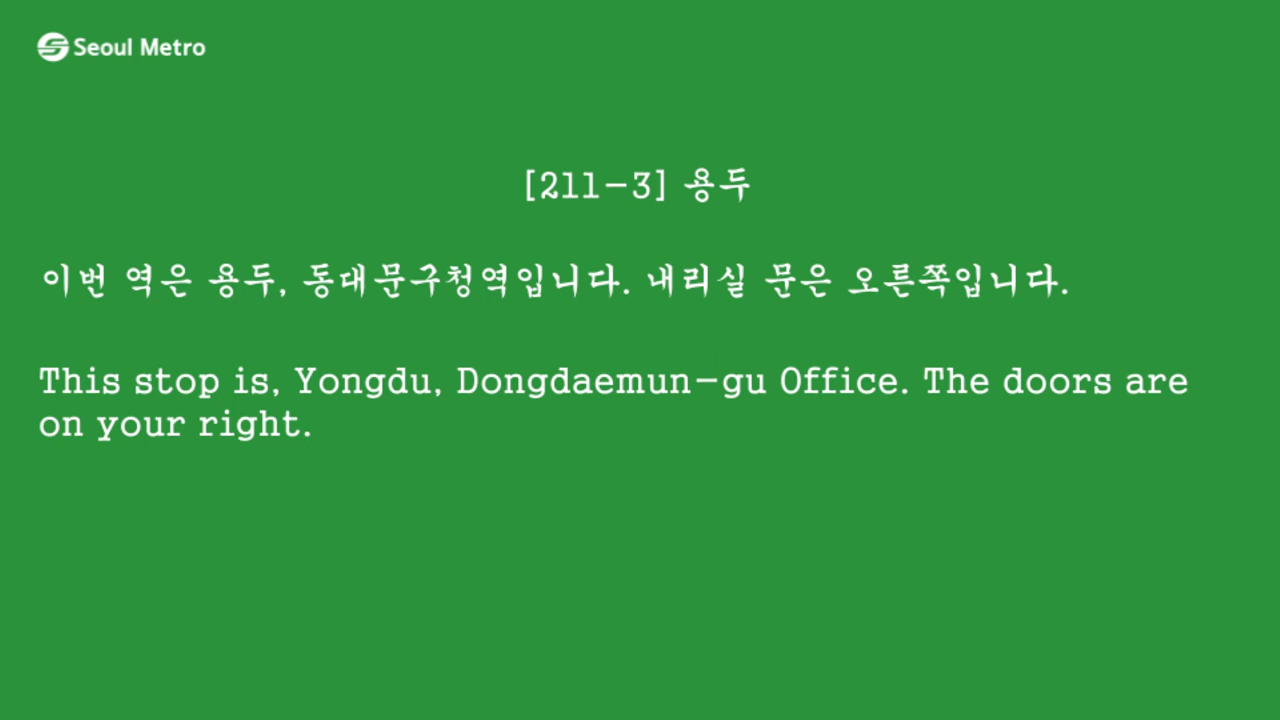 Seoul Metro
[211-3] 용두
이번 역은 용두, 동대문구청역입니다. 내리실 문은 오른쪽입니다.
This stop is, Yongdu, Dongdaemun-gu Office. The doors are
on your right.